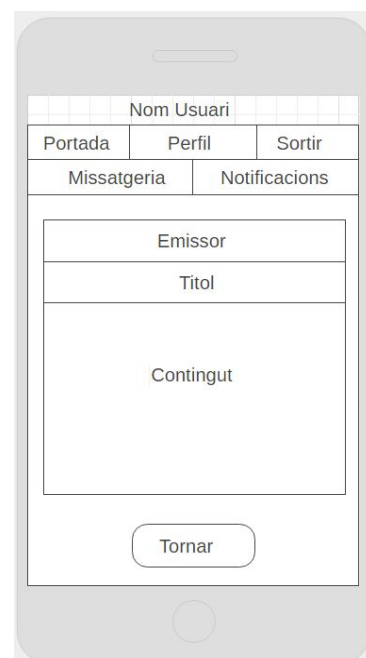 Nom Usuari
Portada Perfil Sortir
Missatgeria Notificacions
Emissor
Titol
Contingut
Tornar